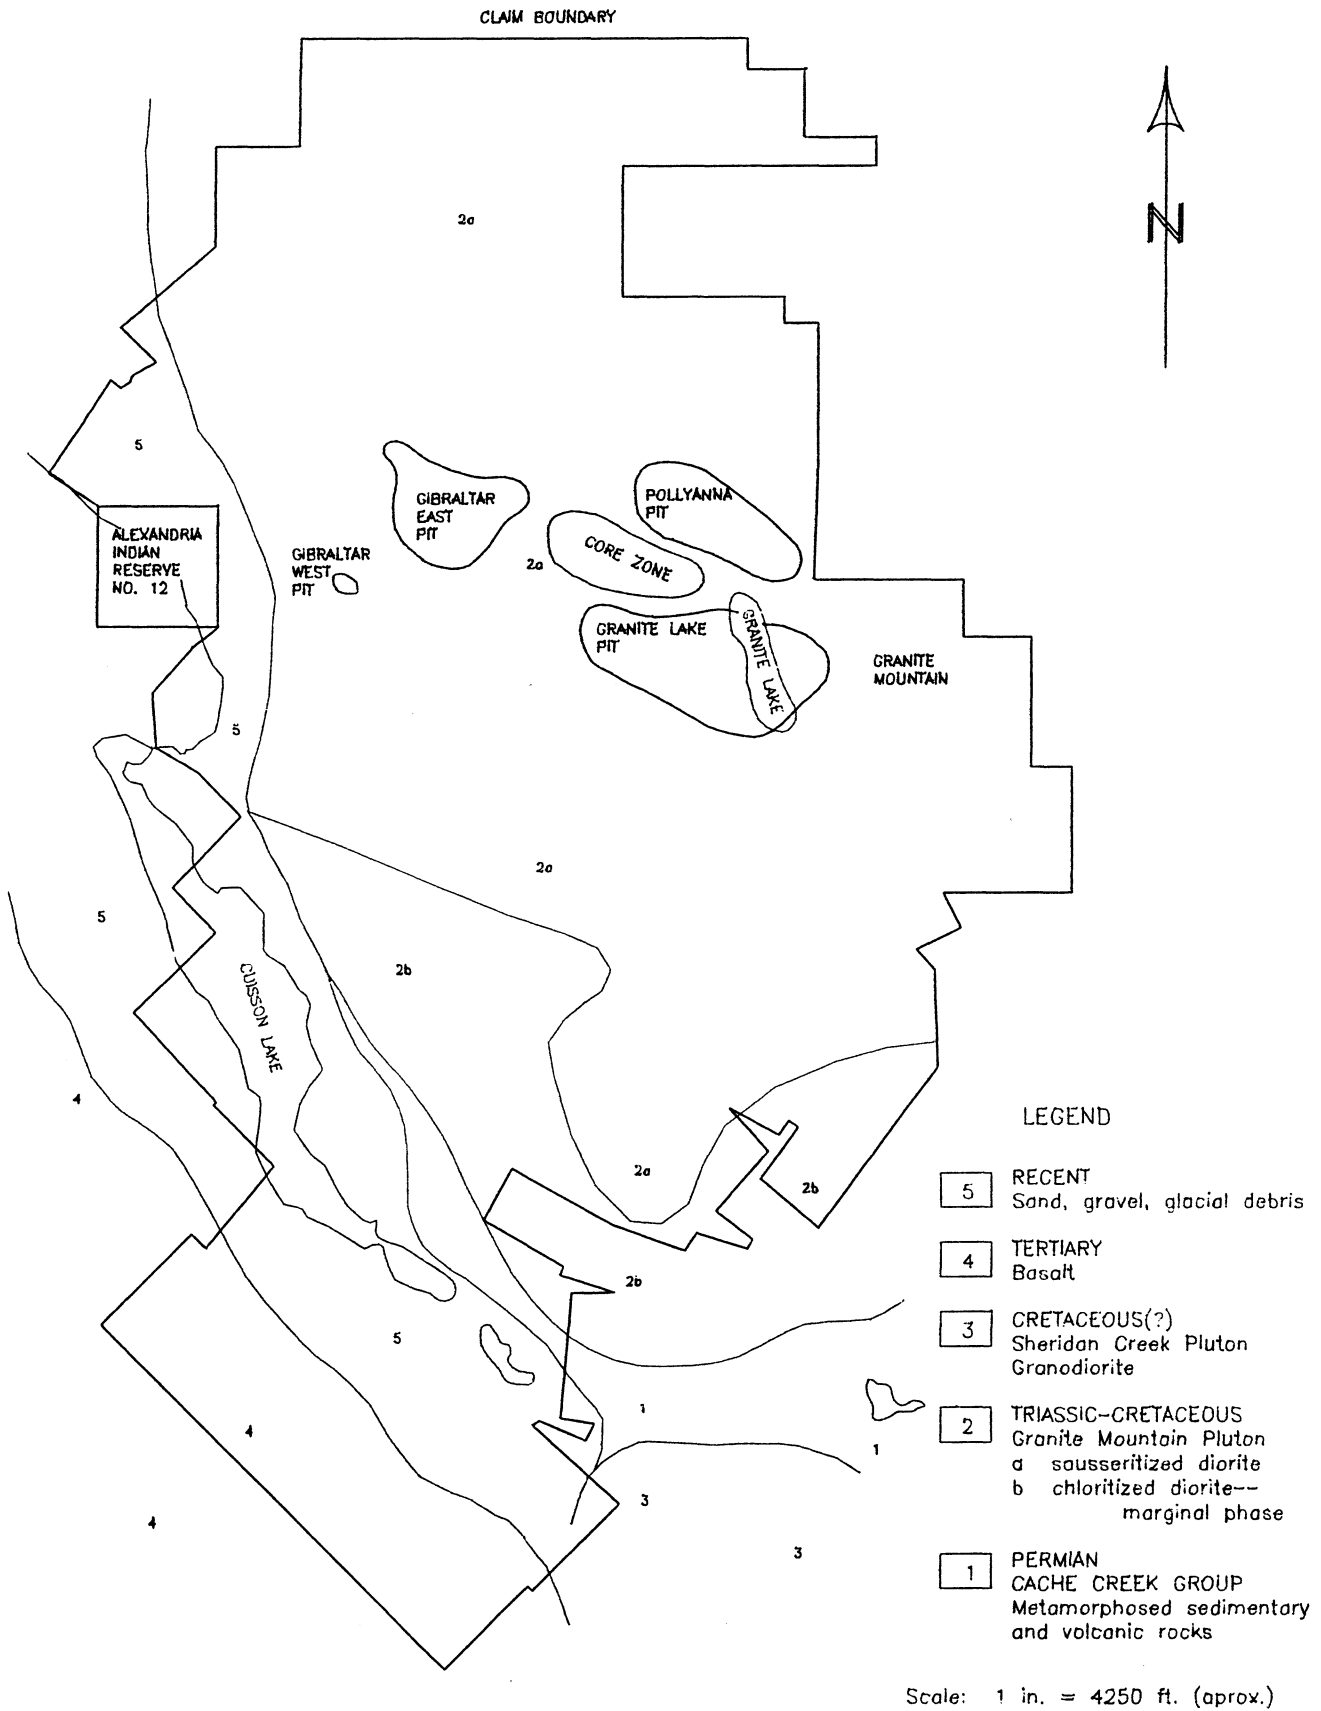 CLAIM BOUNDARY
N
2a
5
GIBRALTAR
EAST
PIT
POLLYANNA
PIT
CORE ZONE
ALEXANDRIA
INDIAN
RESERVE
NO. 12
GIBRALTAR
WEST
PIT
2a
GRANITE LAKE
PIT
GRANITE LAKE
GRANITE
MOUNTAIN
5
2a
5
2b
CUISSON LAKE
4
2a
2b
2b
5
4
1
1
3
4
3
LEGEND
5 RECENT
Sand, gravel, glacial debris
4 TERTIARY
Basalt
3 CRETACEOUS(?)
Sheridan Creek Pluton
Granodiorite
2 TRIASSIC-CRETACEOUS
Granite Mountain Pluton
a sausseritized diorite
b chloritized diorite--
marginal phase
1 PERMIAN
CACHE CREEK GROUP
Metamorphosed sedimentary
and volcanic rocks
Scale: 1 in. = 4250 ft. (aprox.)